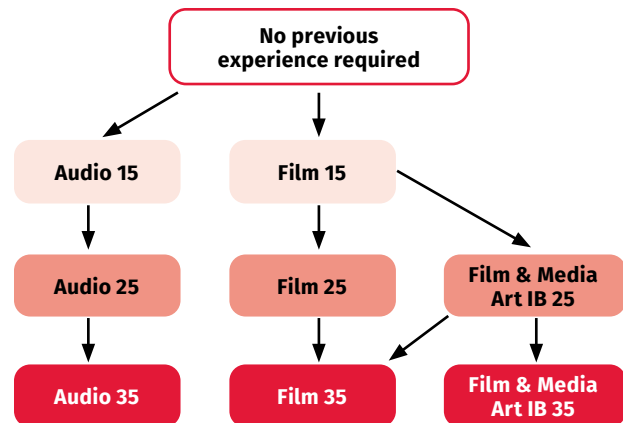 No previous
experience required
Audio 15
Film 15
Audio 25
Film 25
Film & Media
Art IB 25
Audio 35
Film 35
Film & Media
Art IB 35